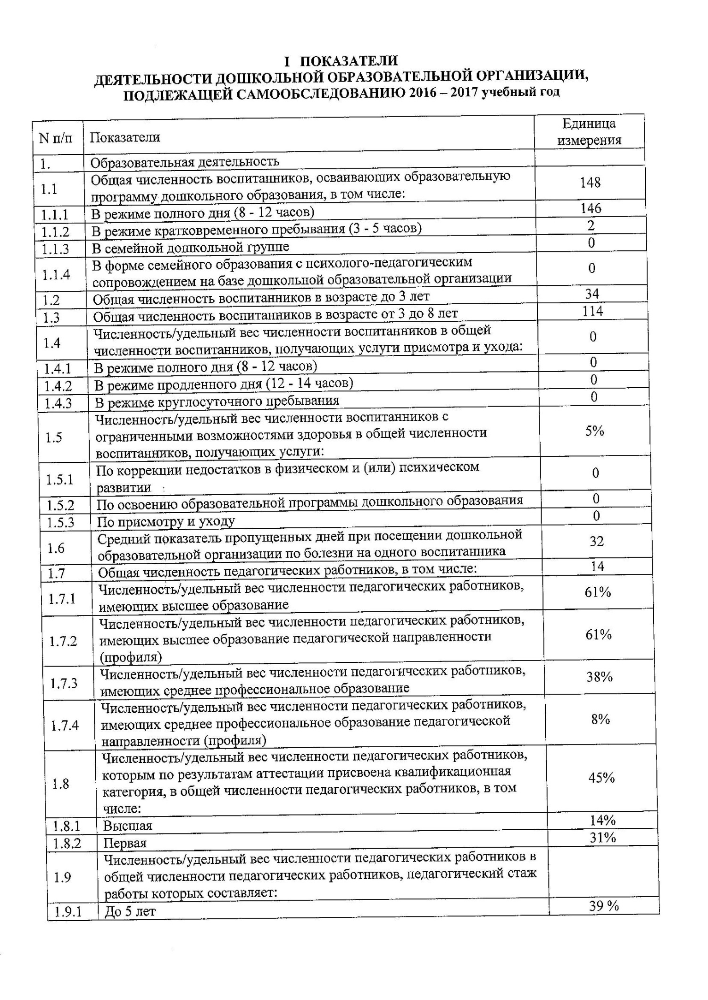 I ПОКАЗАТЕЛИ
ДЕЯТЕЛЬНОСТИ ДОШКОЛЬНОЙ ОБРАЗОВАТЕЛЬНОЙ ОРГАНИЗАЦИИ,
ПОДЛЕЖАЩЕЙ САМООБСЛЕДОВАНИЮ 2016 – 2017 учебный год
N п/п Показатели Единица
измерения
1. Образовательная деятельность
1.1 Общая численность воспитанников, осваивающих образовательную
программу дошкольного образования, в том числе: 148
1.1.1 В режиме полного дня (8 - 12 часов) 146
1.1.2 В режиме кратковременного пребывания (3 - 5 часов) 2
1.1.3 В семейной дошкольной группе 0
1.1.4 В форме семейного образования с психолого-педагогическим
сопровождением на базе дошкольной образовательной организации 0
1.2 Общая численность воспитанников в возрасте до 3 лет 34
1.3 Общая численность воспитанников в возрасте от 3 до 8 лет 114
1.4 Численность/удельный вес численности воспитанников в общей
численности воспитанников, получающих услуги присмотра и ухода: 0
1.4.1 В режиме полного дня (8 - 12 часов) 0
1.4.2 В режиме продленного дня (12 - 14 часов) 0
1.4.3 В режиме круглосуточного пребывания 0
1.5 Численность/удельный вес численности воспитанников с
ограниченными возможностями здоровья в общей численности
воспитанников, получающих услуги: 5%
1.5.1 По коррекции недостатков в физическом и (или) психическом
развитии 0
1.5.2 По освоению образовательной программы дошкольного образования 0
1.5.3 По присмотру и уходу 0
1.6 Средний показатель пропущенных дней при посещении дошкольной
образовательной организации по болезни на одного воспитанника 32
1.7 Общая численность педагогических работников, в том числе: 14
1.7.1 Численность/удельный вес численности педагогических работников,
имеющих высшее образование 61%
1.7.2 Численность/удельный вес численности педагогических работников,
имеющих высшее образование педагогической направленности
(профиля) 61%
1.7.3 Численность/удельный вес численности педагогических работников,
имеющих среднее профессиональное образование 38%
1.7.4 Численность/удельный вес численности педагогических работников,
имеющих среднее профессиональное образование педагогической
направленности (профиля) 8%
1.8 Численность/удельный вес численности педагогических работников,
которым по результатам аттестации присвоена квалификационная
категория, в общей численности педагогических работников, в том
числе: 45%
1.8.1 Высшая 14%
1.8.2 Первая 31%
1.9 Численность/удельный вес численности педагогических работников в
общей численности педагогических работников, педагогический стаж
работы которых составляет:
1.9.1 До 5 лет 39 %